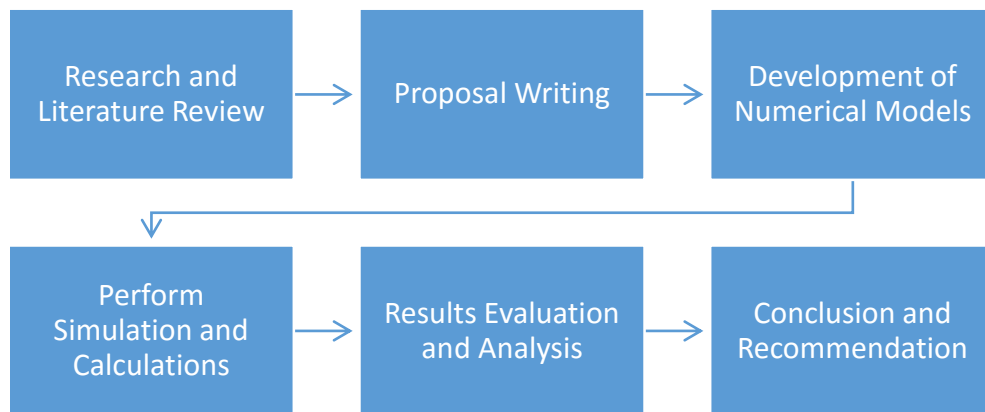 Research and
Literature Review
Proposal Writing
Development of
Numerical Models
Perform
Simulation and
Calculations
Results Evaluation
and Analysis
Conclusion and
Recommendation